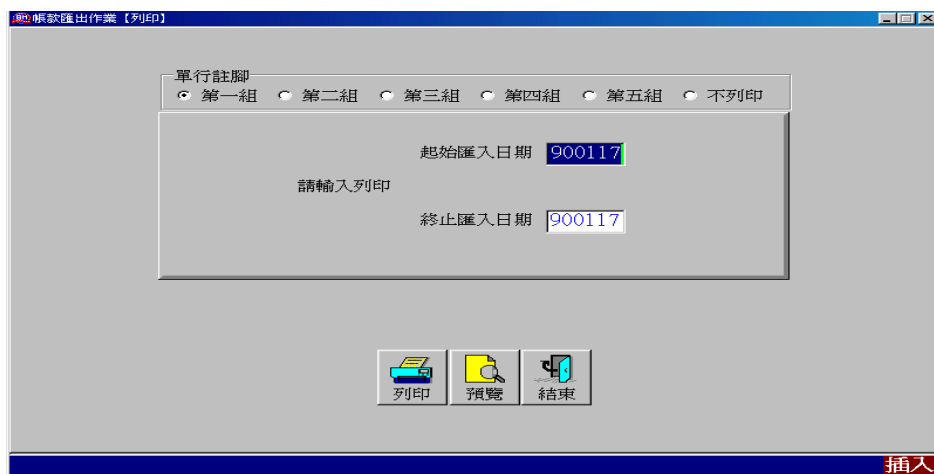 帳款匯出作業【列印】
單行註腳
第一組 第二組 第三組 第四組 第五組 不列印
起始匯入日期 900117
請輸入列印
終止匯入日期 900117
列印 預覽 結束
插入